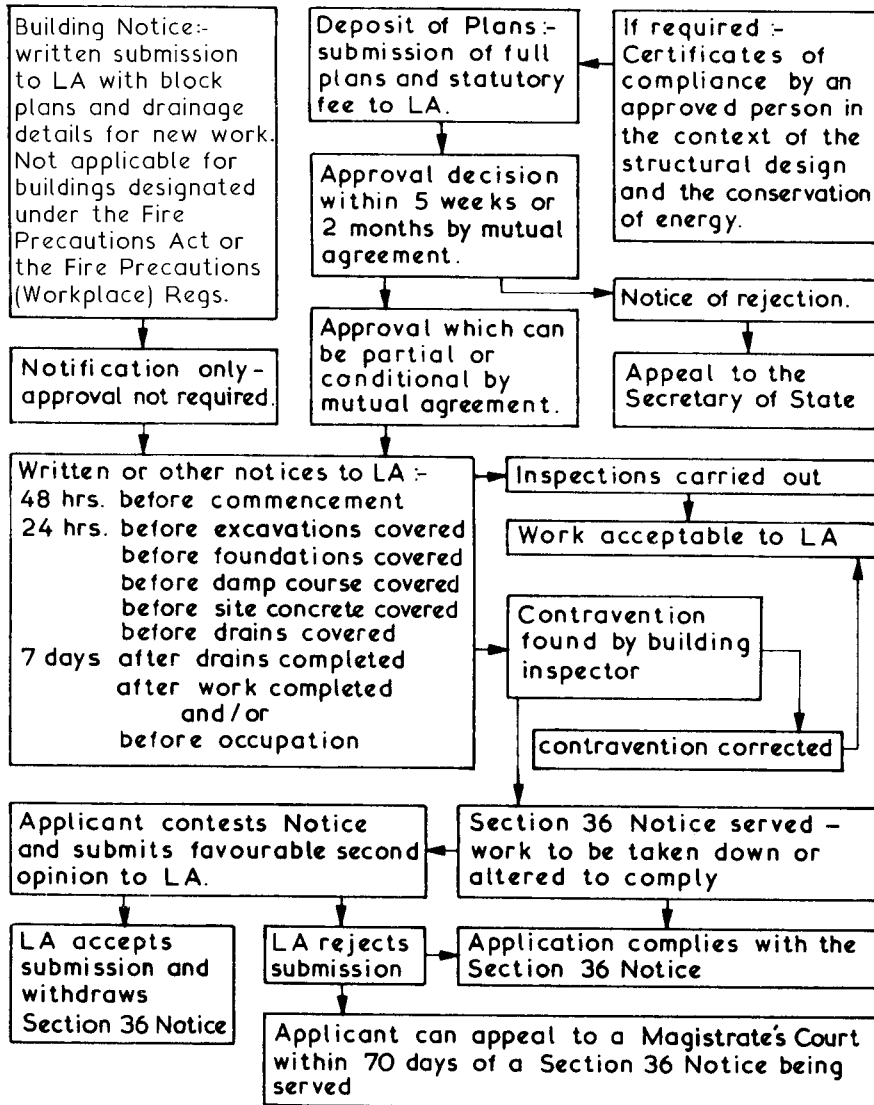 Building Notice:-
written submission
to LA with block
plans and drainage
details for new work.
Not applicable for
buildings designated
under the Fire
Precautions Act or
the Fire Precautions
(Workplace) Regs.
Deposit of Plans:-
submission of full
plans and statutory
fee to LA.
If required :-
Certificates of
compliance by an
approved person in
the context of the
structural design
and the conservation
of energy.
Approval decision
within 5 weeks or
2 months by mutual
agreement.
Notice of rejection.
Notification only-
approval not required.
Approval which can
be partial or
conditional by
mutual agreement.
Appeal to the
Secretary of State
Written or other notices to LA :-
48 hrs. before commencement
24 hrs. before excavations covered
before foundations covered
before damp course covered
before site concrete covered
before drains covered
7 days after drains completed
after work completed
and/or
before occupation
Inspections carried out
Work acceptable to LA
Contravention
found by building
inspector
contravention corrected
Applicant contests Notice
and submits favourable second
opinion to LA.
Section 36 Notice served -
work to be taken down or
altered to comply
LA accepts
submission and
withdraws
Section 36 Notice
LA rejects
submission
Application complies with the
Section 36 Notice
Applicant can appeal to a Magistrate's Court
within 70 days of a Section 36 Notice being
served